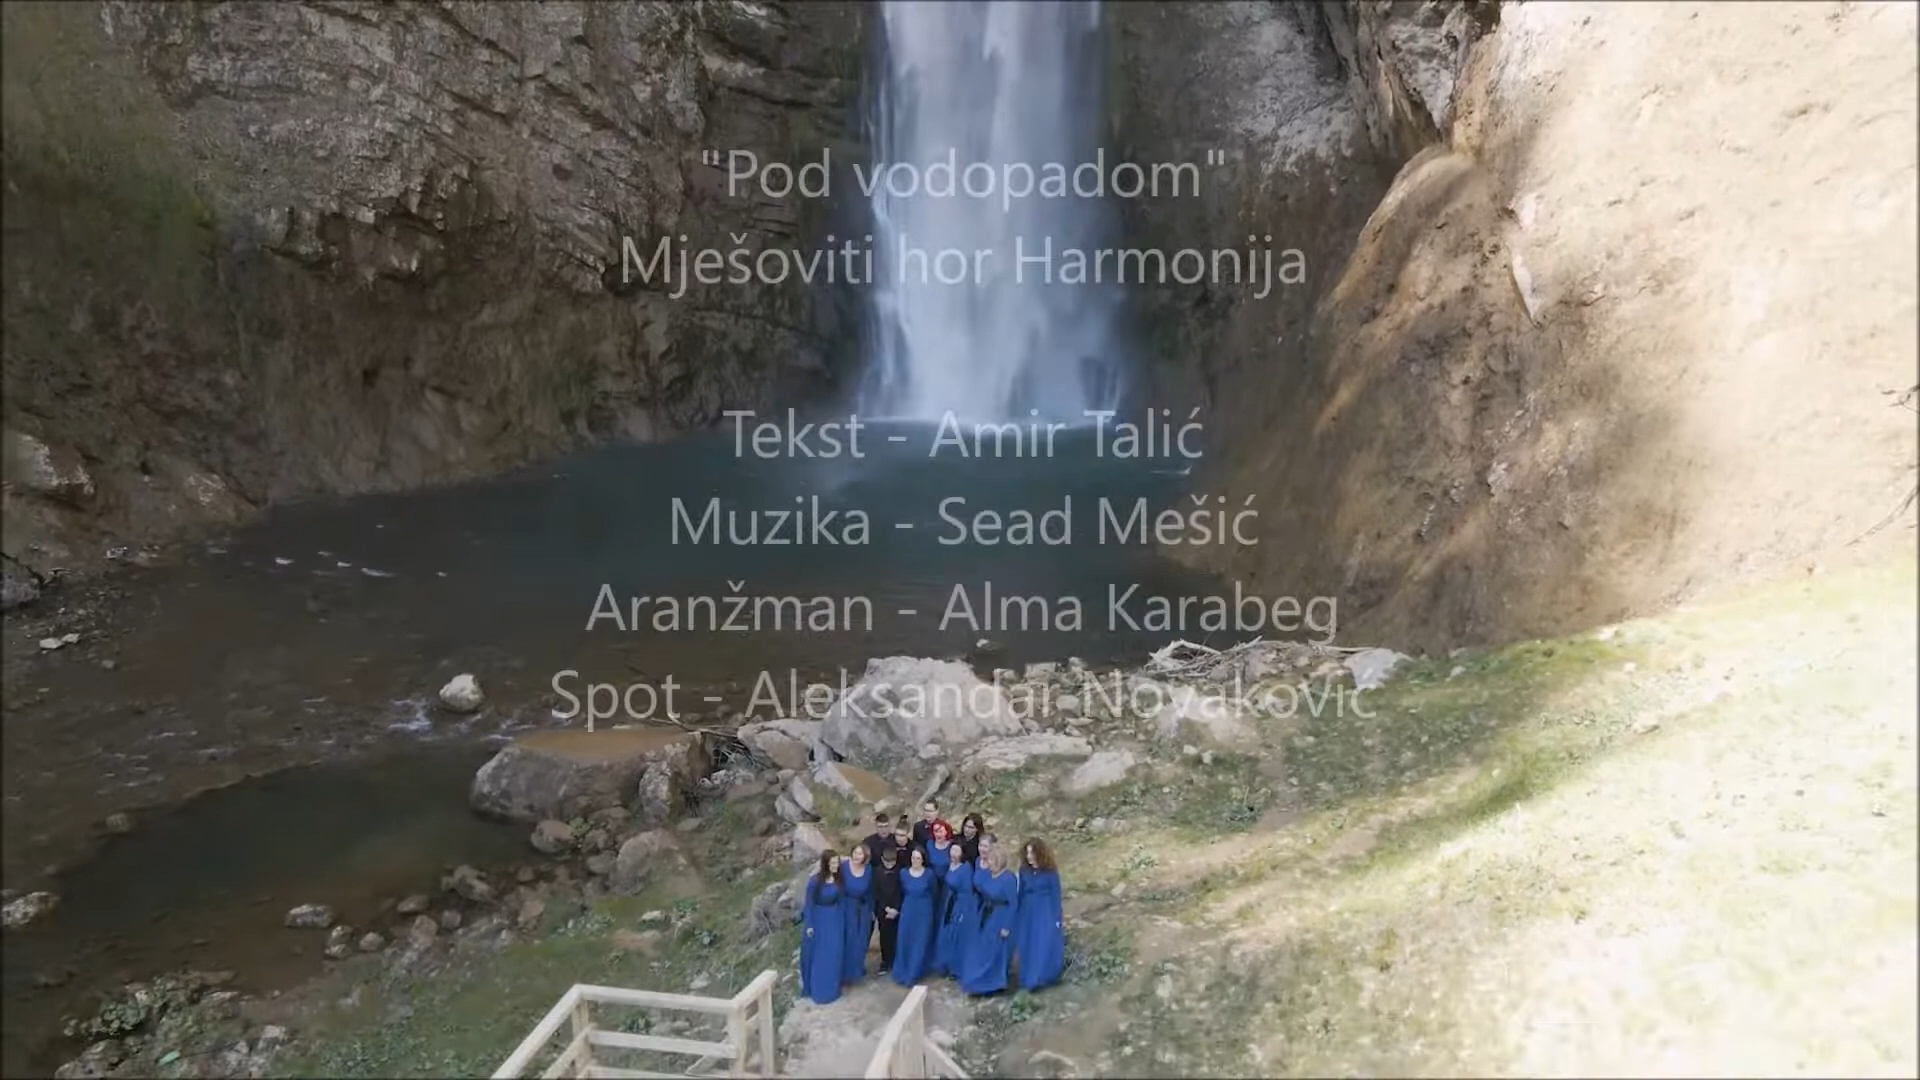 "Pod vodopadom"
Mješoviti hor Harmonija
Tekst - Amir Talić
Muzika - Sead Mešić
Aranžman - Alma Karabeg
Spot - Aleksandar Novaković